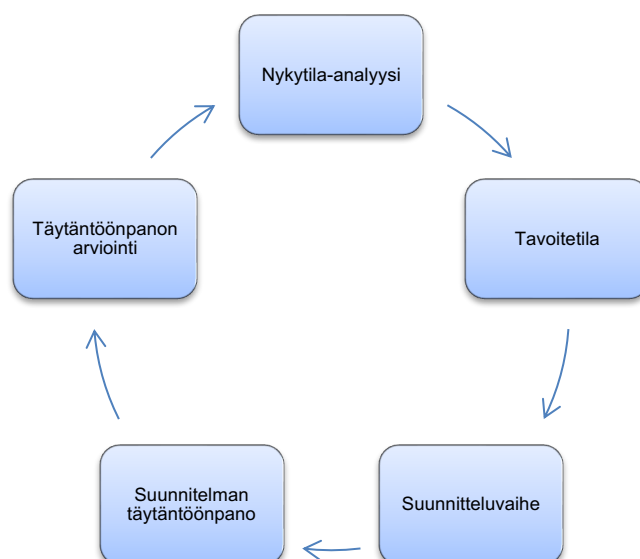 Nykytila-analyysi
Tavoitetila
Suunnitteluvaihe
Suunnitelman
täytäntöönpano
Täytäntöönpanon
arviointi